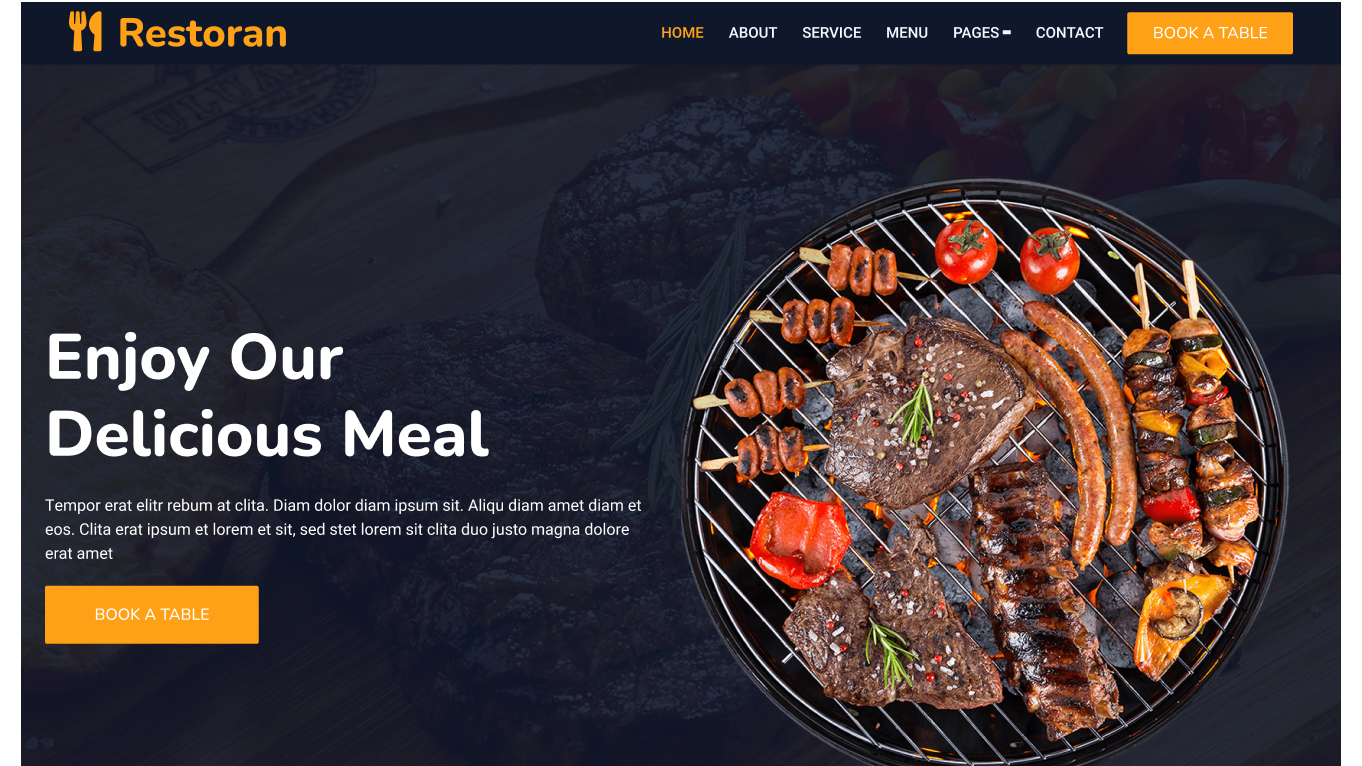 Restoran
HOME ABOUT SERVICE MENU PAGES CONTACT BOOK A TABLE
Enjoy Our
Delicious Meal
Tempor erat elitr rebum at clita. Diam dolor diam ipsum sit. Aliqu diam amet diam et
eos. Clita erat ipsum et lorem et sit, sed stet lorem sit clita duo justo magna dolore
erat amet
BOOK A TABLE